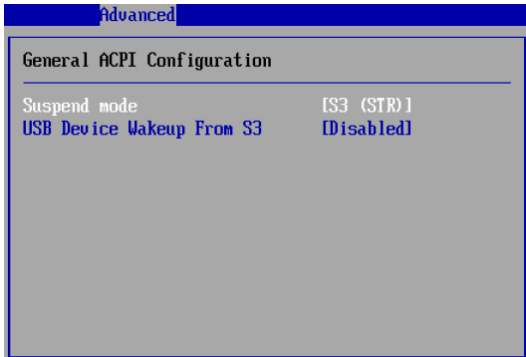 Advanced
General ACPI Configuration
Suspend mode [S3 (STR)]
USB Device Wakeup From S3 [Disabled]